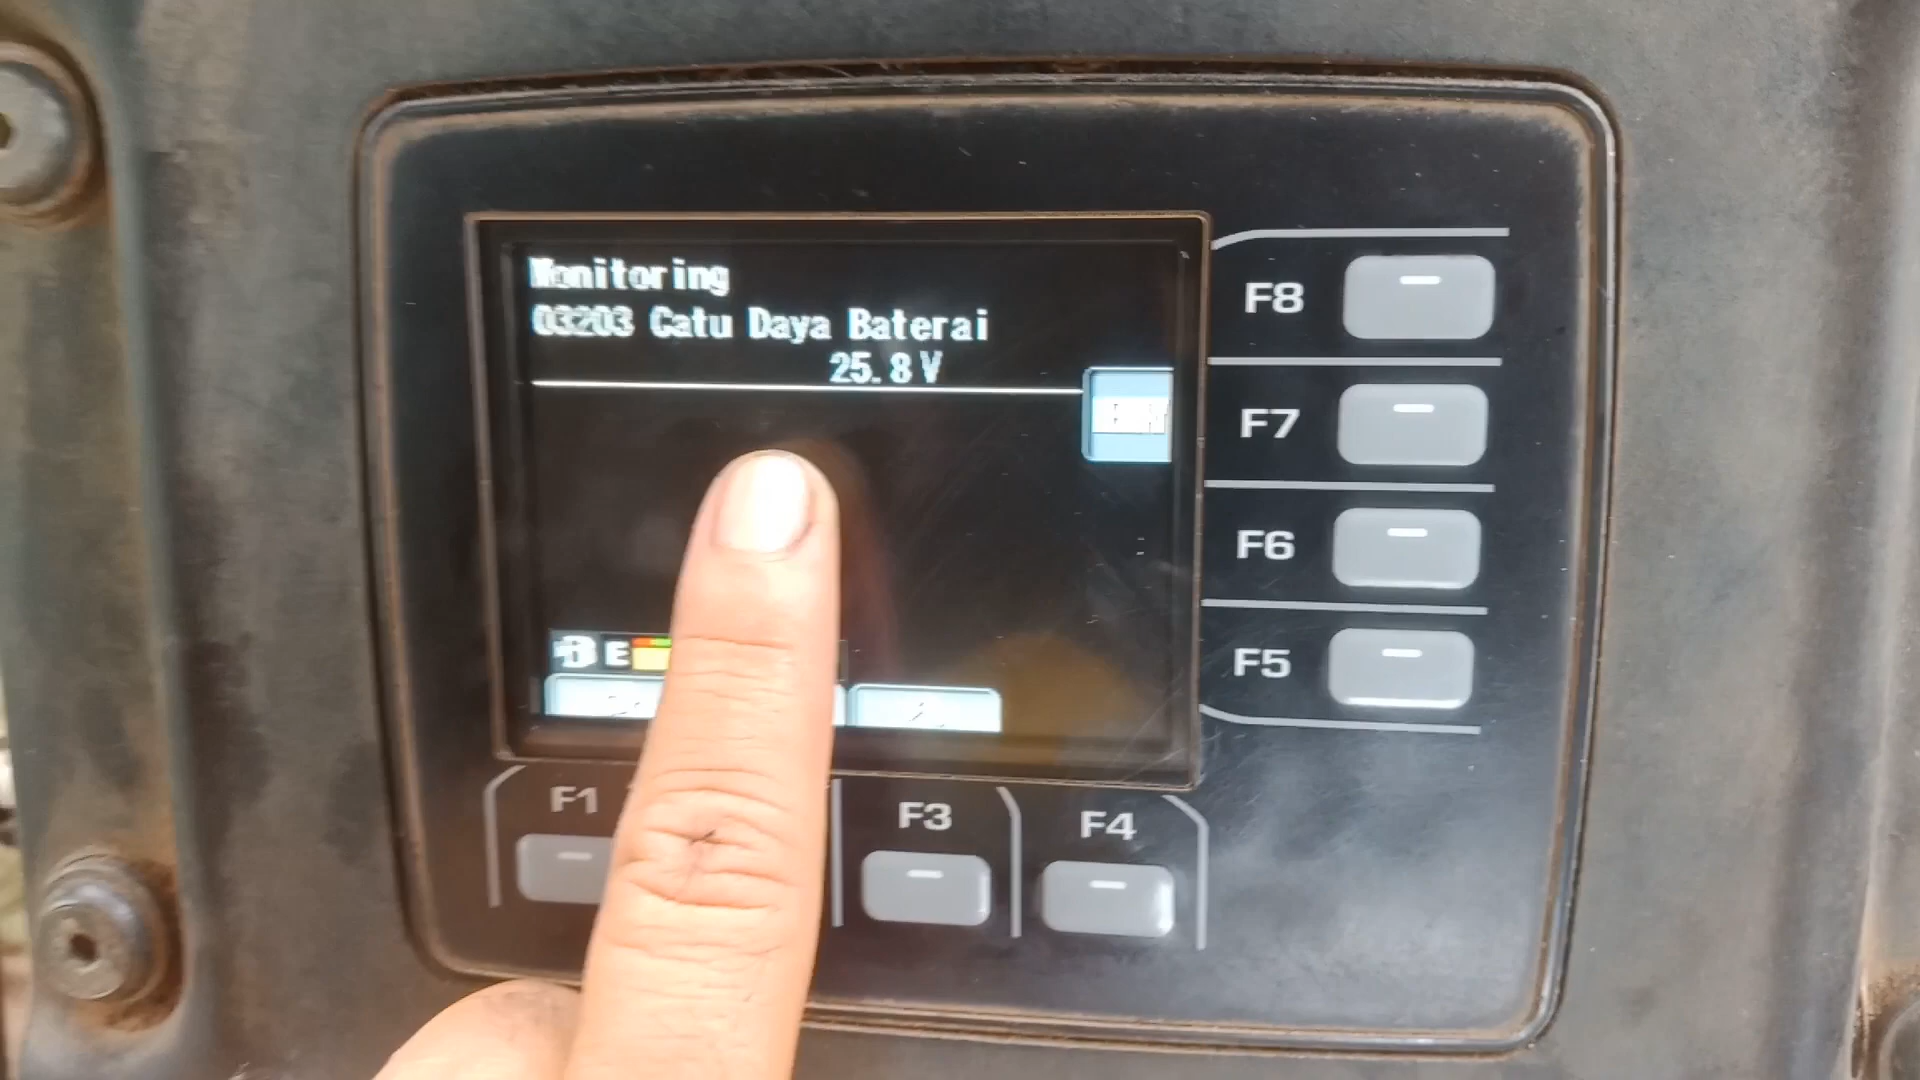 Monitoring
03203 Catu Daya Baterai
25.8 V
F8
F7
F6
F5
E
F1
F3
F4